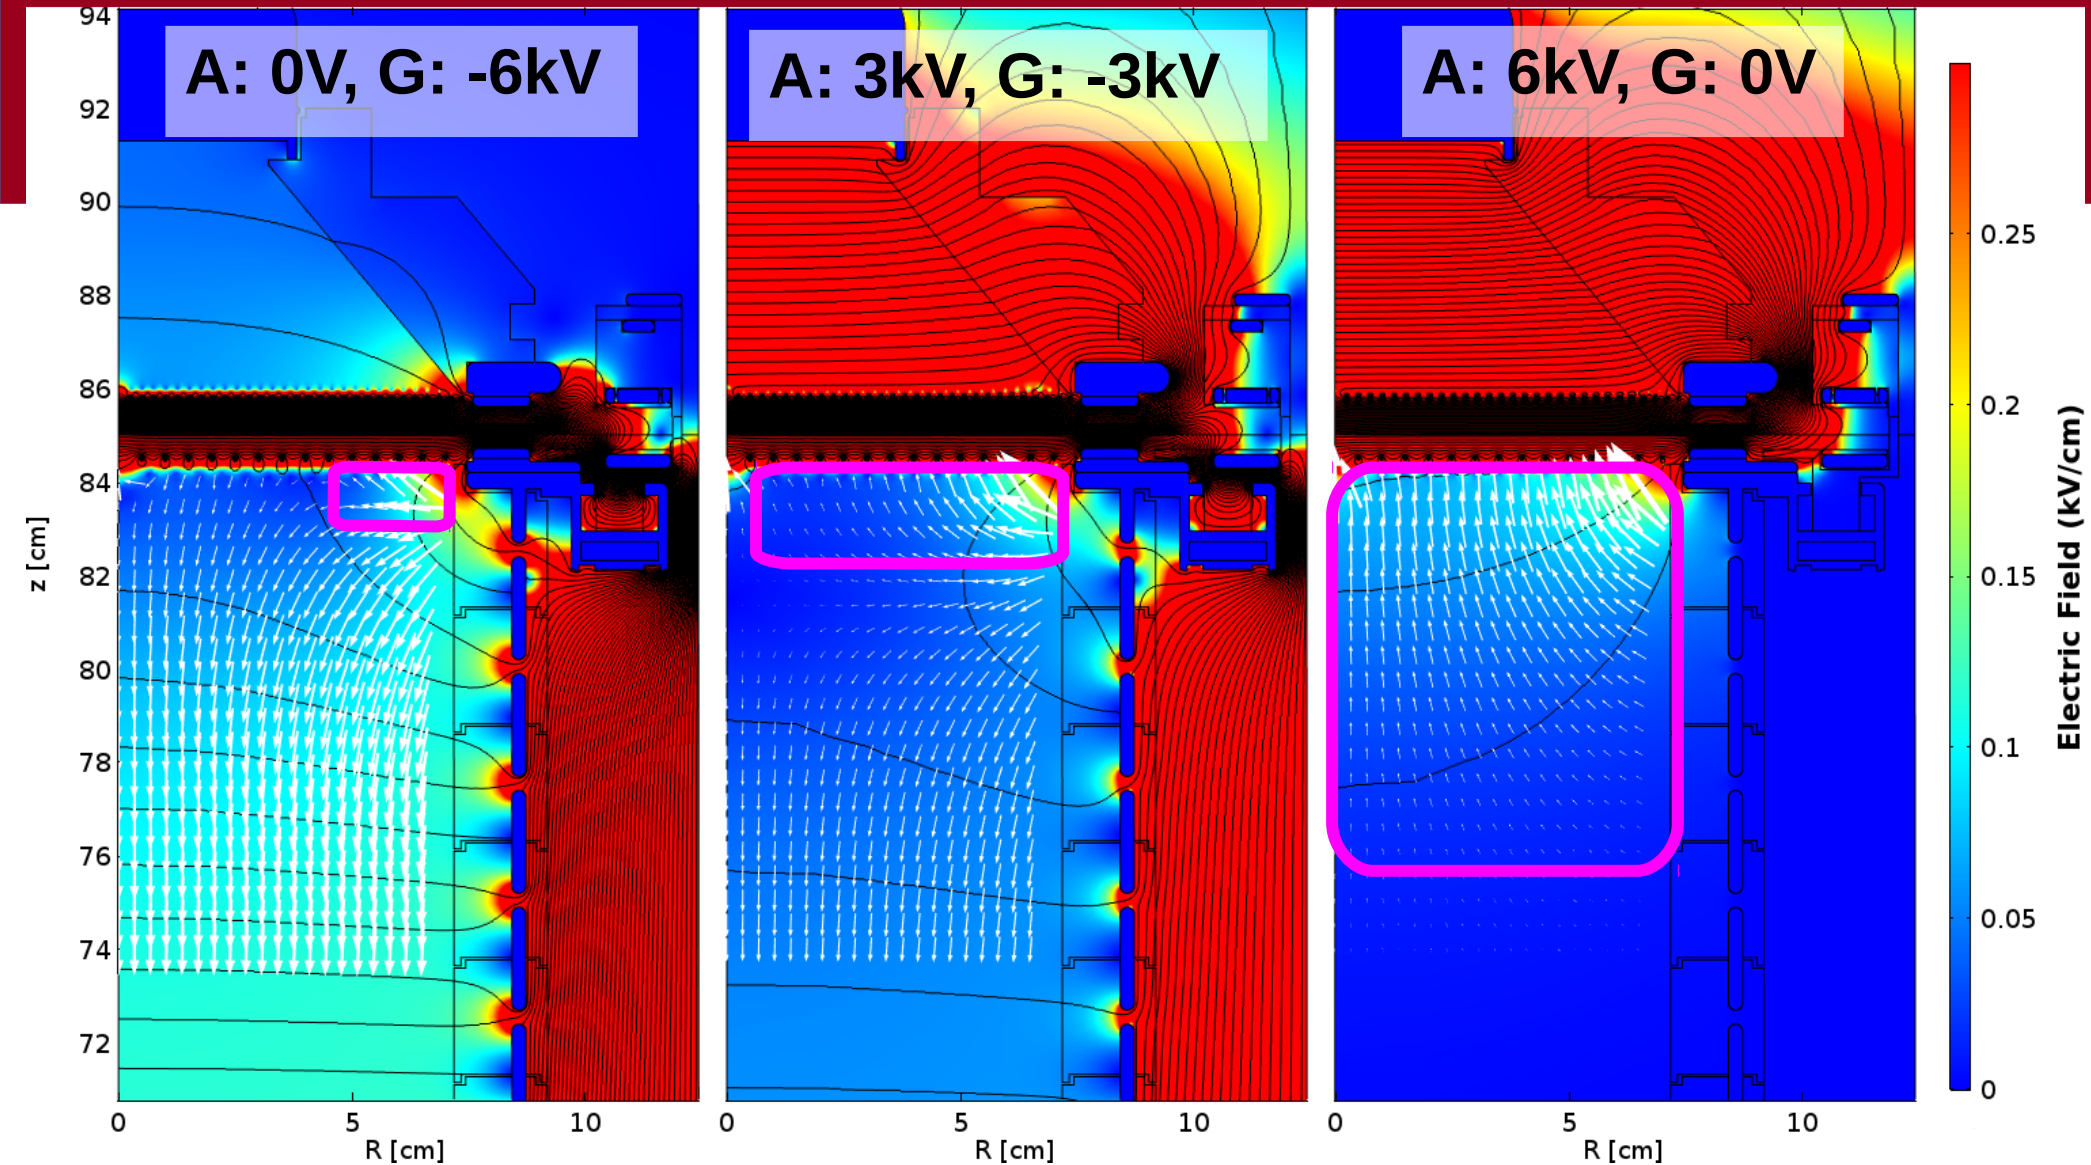 A: 0V, G: -6kV
A: 3kV, G: -3kV
A: 6kV, G: 0V
94
92
90
88
86
84
82
80
78
76
74
72
z [cm]
0 5 10
R [cm]
0 5 10
R [cm]
0 5 10
R [cm]
0.25
0.2
0.15
0.1
0.05
0
Electric Field (kV/cm)